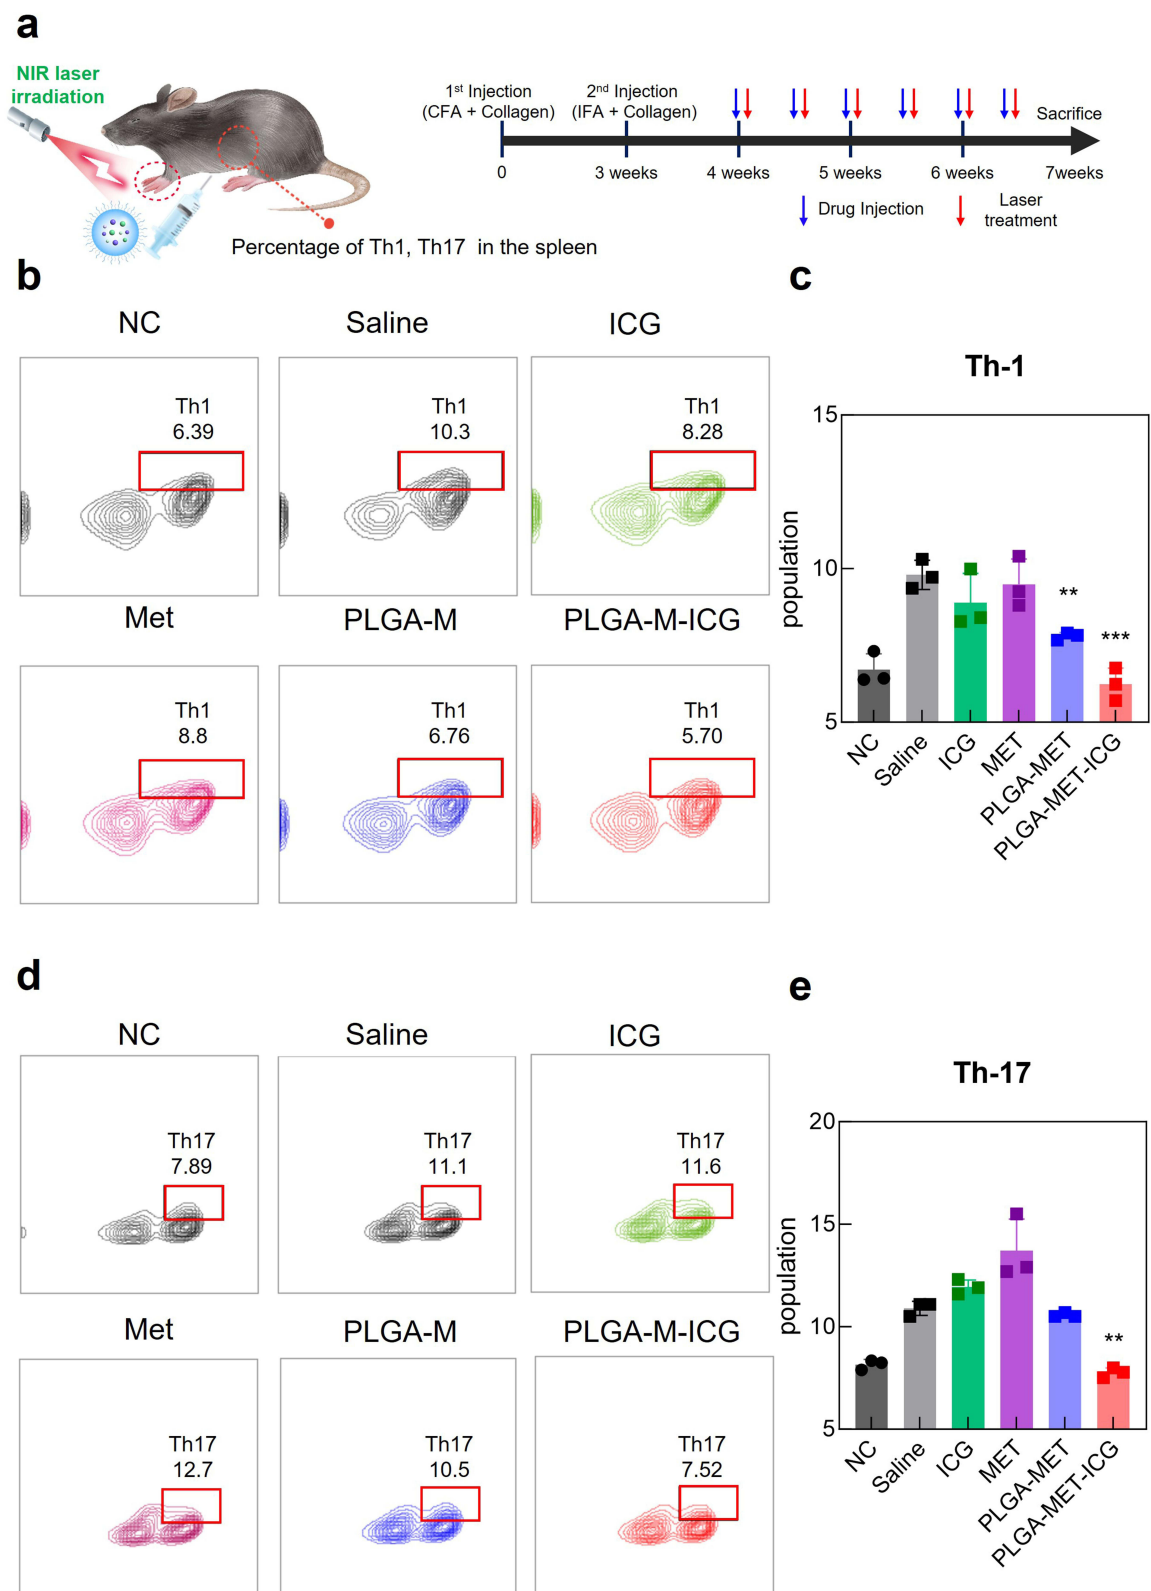 a
NIR laser
irradiation
Percentage of Th1, Th17 in the spleen
1st Injection
(CFA + Collagen)
2nd Injection
(IFA + Collagen)
Sacrifice
0
3 weeks
4 weeks
5 weeks
6 weeks
7weeks
Drug Injection
Laser
treatment
b
NC
Saline
ICG
Th1
6.39
Th1
10.3
Th1
8.28
Met
PLGA-M
PLGA-M-ICG
Th1
8.8
Th1
6.76
Th1
5.70
c
Th-1
population
15
10
5
**
***
NC
Saline
ICG
MET
PLGA-MET
PLGA-MET-ICG
d
NC
Saline
ICG
Th17
7.89
Th17
11.1
Th17
11.6
Met
PLGA-M
PLGA-M-ICG
Th17
12.7
Th17
10.5
Th17
7.52
e
Th-17
population
20
15
10
5
**
NC
Saline
ICG
MET
PLGA-MET
PLGA-MET-ICG